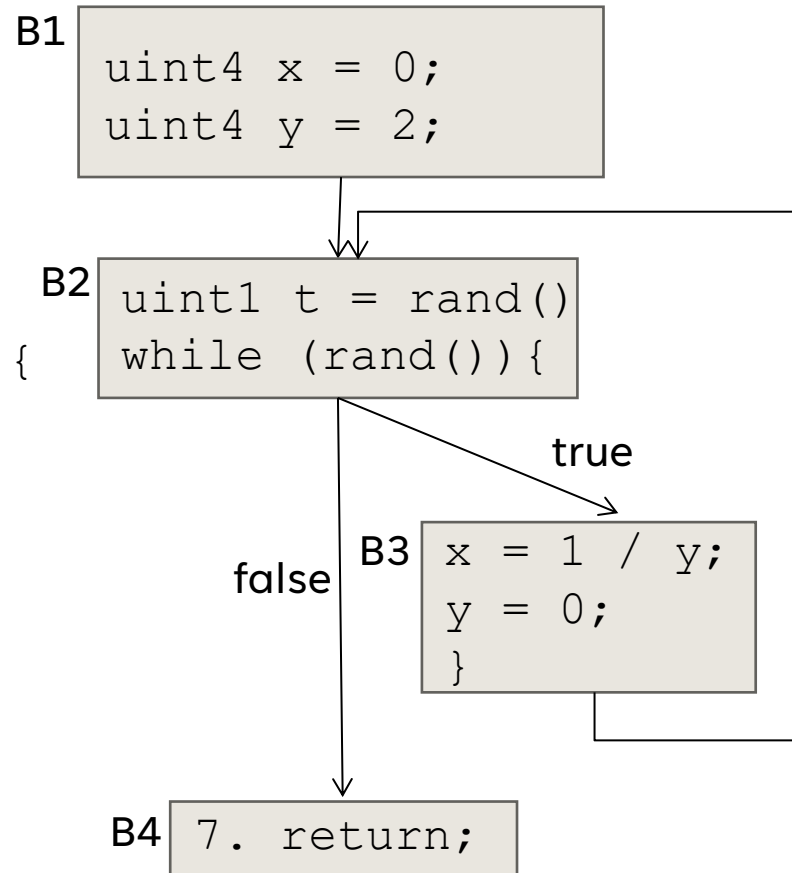 B1
uint4 x = 0;
uint4 y = 2;
B2
uint1 t = rand()
{
while (rand()){
true
false
B3
x = 1 / y;
y = 0;
}
B4
7. return;